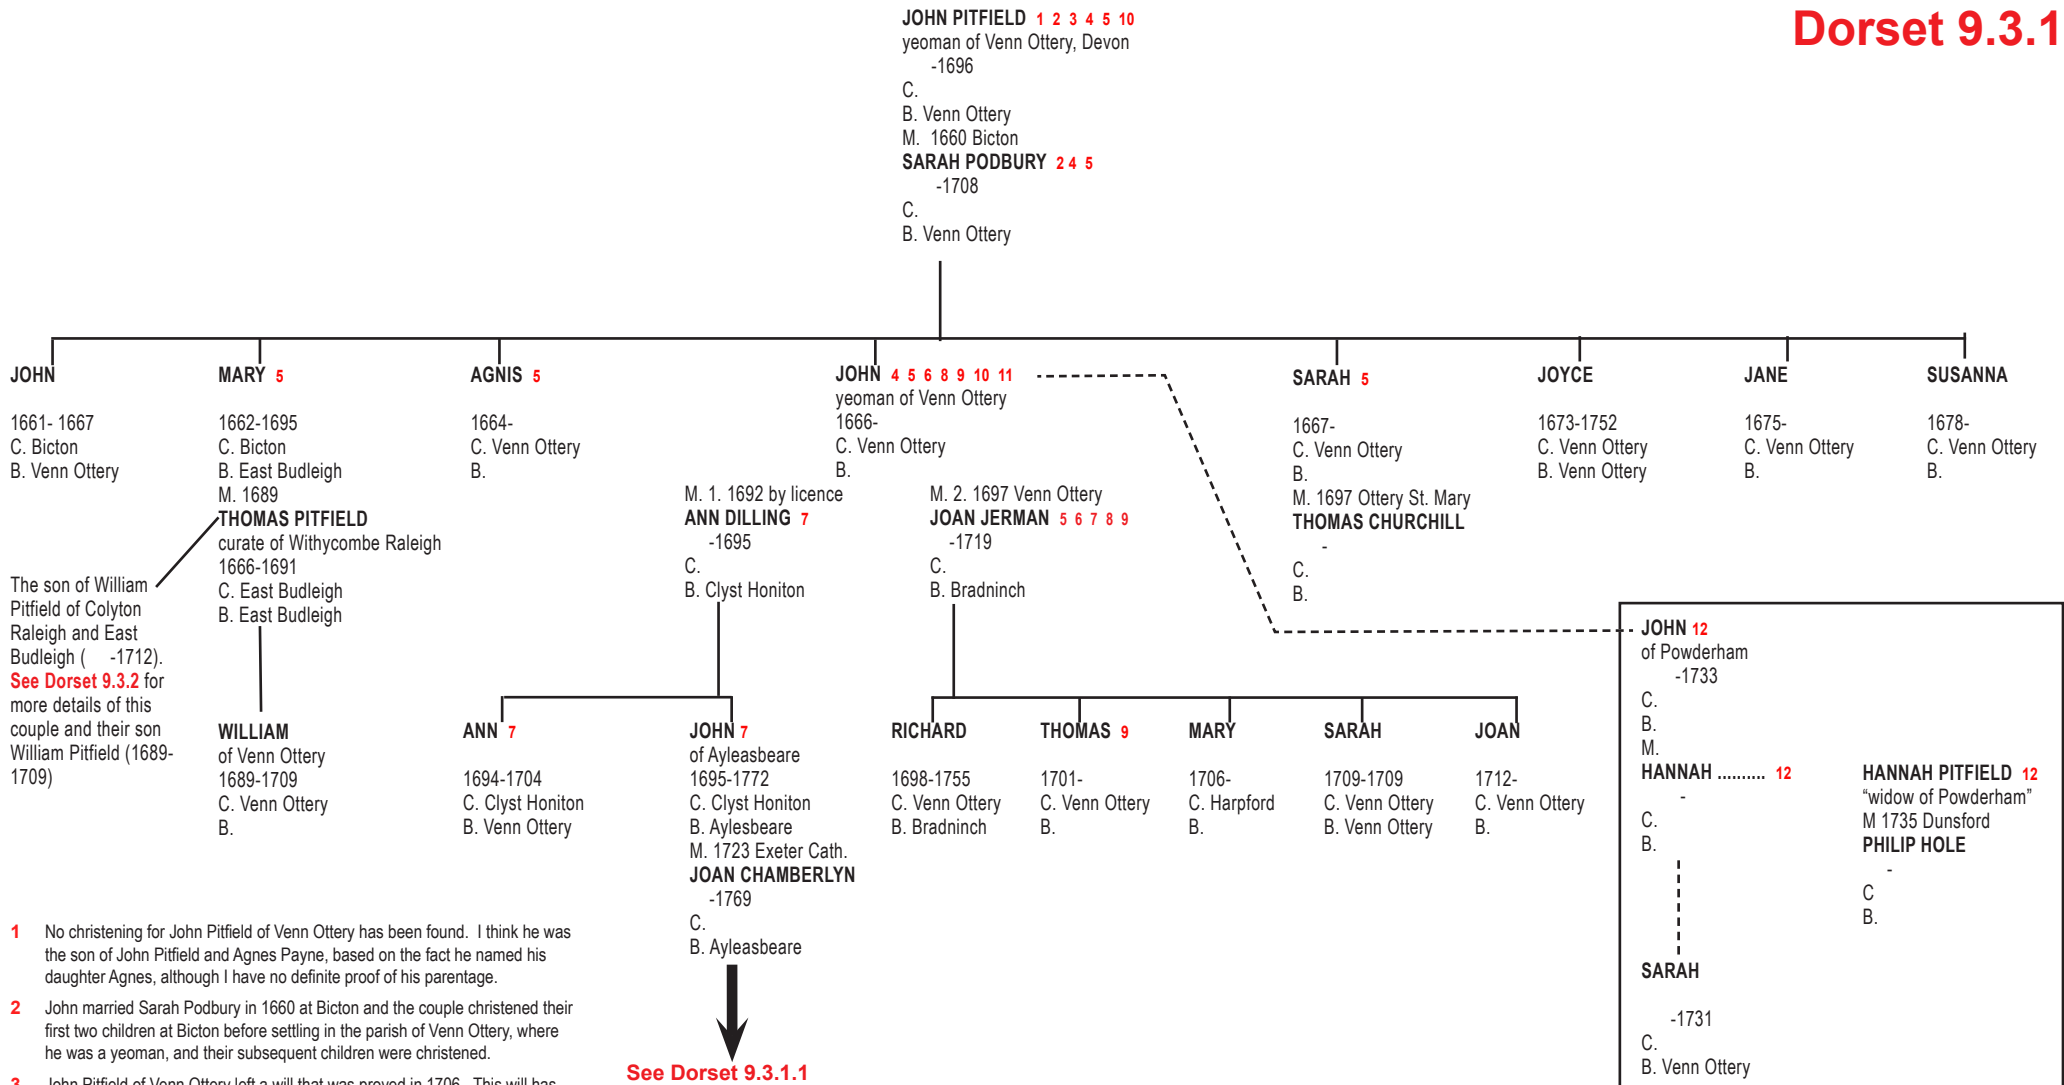 Dorset 9.3.1
JOHN PITFIELD 1 2 3 4 5 10
yeoman of Venn Ottery, Devon
-1696
C.
B. Venn Ottery
M. 1660 Bicton
SARAH PODBURY 2 4 5
-1708
C.
B. Venn Ottery
JOHN
1661- 1667
C. Bicton
B. Venn Ottery
MARY 5
1662-1695
C. Bicton
B. East Budleigh
M. 1689
THOMAS PITFIELD
curate of Withycombe Raleigh
1666-1691
C. East Budleigh
B. East Budleigh
AGNIS 5
1664-
C. Venn Ottery
B.
JOHN 4 5 6 8 9 10 11
yeoman of Venn Ottery
1666-
C. Venn Ottery
B.
M. 1. 1692 by licence
ANN DILLING 7
-1695
C.
B. Clyst Honiton
M. 2. 1697 Venn Ottery
JOAN JERMAN 5 6 7 8 9
-1719
C.
B. Bradninch
SARAH 5
1667-
C. Venn Ottery
B.
M. 1697 Ottery St. Mary
THOMAS CHURCHILL
-
C.
B.
JOYCE
1673-1752
C. Venn Ottery
B. Venn Ottery
JANE
1675-
C. Venn Ottery
B.
SUSANNA
1678-
C. Venn Ottery
B.
The son of William
Pitfield of Colyton
Raleigh and East
Budleigh ( -1712).
See Dorset 9.3.2 for
more details of this
couple and their son
William Pitfield (1689-
1709)
WILLIAM
of Venn Ottery
1689-1709
C. Venn Ottery
B.
ANN 7
1694-1704
C. Clyst Honiton
B. Venn Ottery
JOHN 7
of Ayleasbeare
1695-1772
C. Clyst Honiton
B. Aylesbeare
M. 1723 Exeter Cath.
JOAN CHAMBERLYN
-1769
C.
B. Ayleasbeare
See Dorset 9.3.1.1
RICHARD
1698-1755
C. Venn Ottery
B. Bradninch
THOMAS 9
1701-
C. Venn Ottery
B.
MARY
1706-
C. Harpford
B.
SARAH
1709-1709
C. Venn Ottery
B. Venn Ottery
JOAN
1712-
C. Venn Ottery
B.
JOHN 12
of Powderham
-1733
C.
B.
M.
HANNAH .......... 12
-
C.
B.
HANNAH PITFIELD 12
“widow of Powderham”
M 1735 Dunsford
PHILIP HOLE
-
C
B.
SARAH
-1731
C.
B. Venn Ottery
1 No christening for John Pitfield of Venn Ottery has been found. I think he was
the son of John Pitfield and Agnes Payne, based on the fact he named his
daughter Agnes, although I have no definite proof of his parentage.
2 John married Sarah Podbury in 1660 at Bicton and the couple christened their
first two children at Bicton before settling in the parish of Venn Ottery, where
he was a yeoman, and their subsequent children were christened.
3 John Pitfield of Venn Ottery left a will that was proved in 1706. This will has